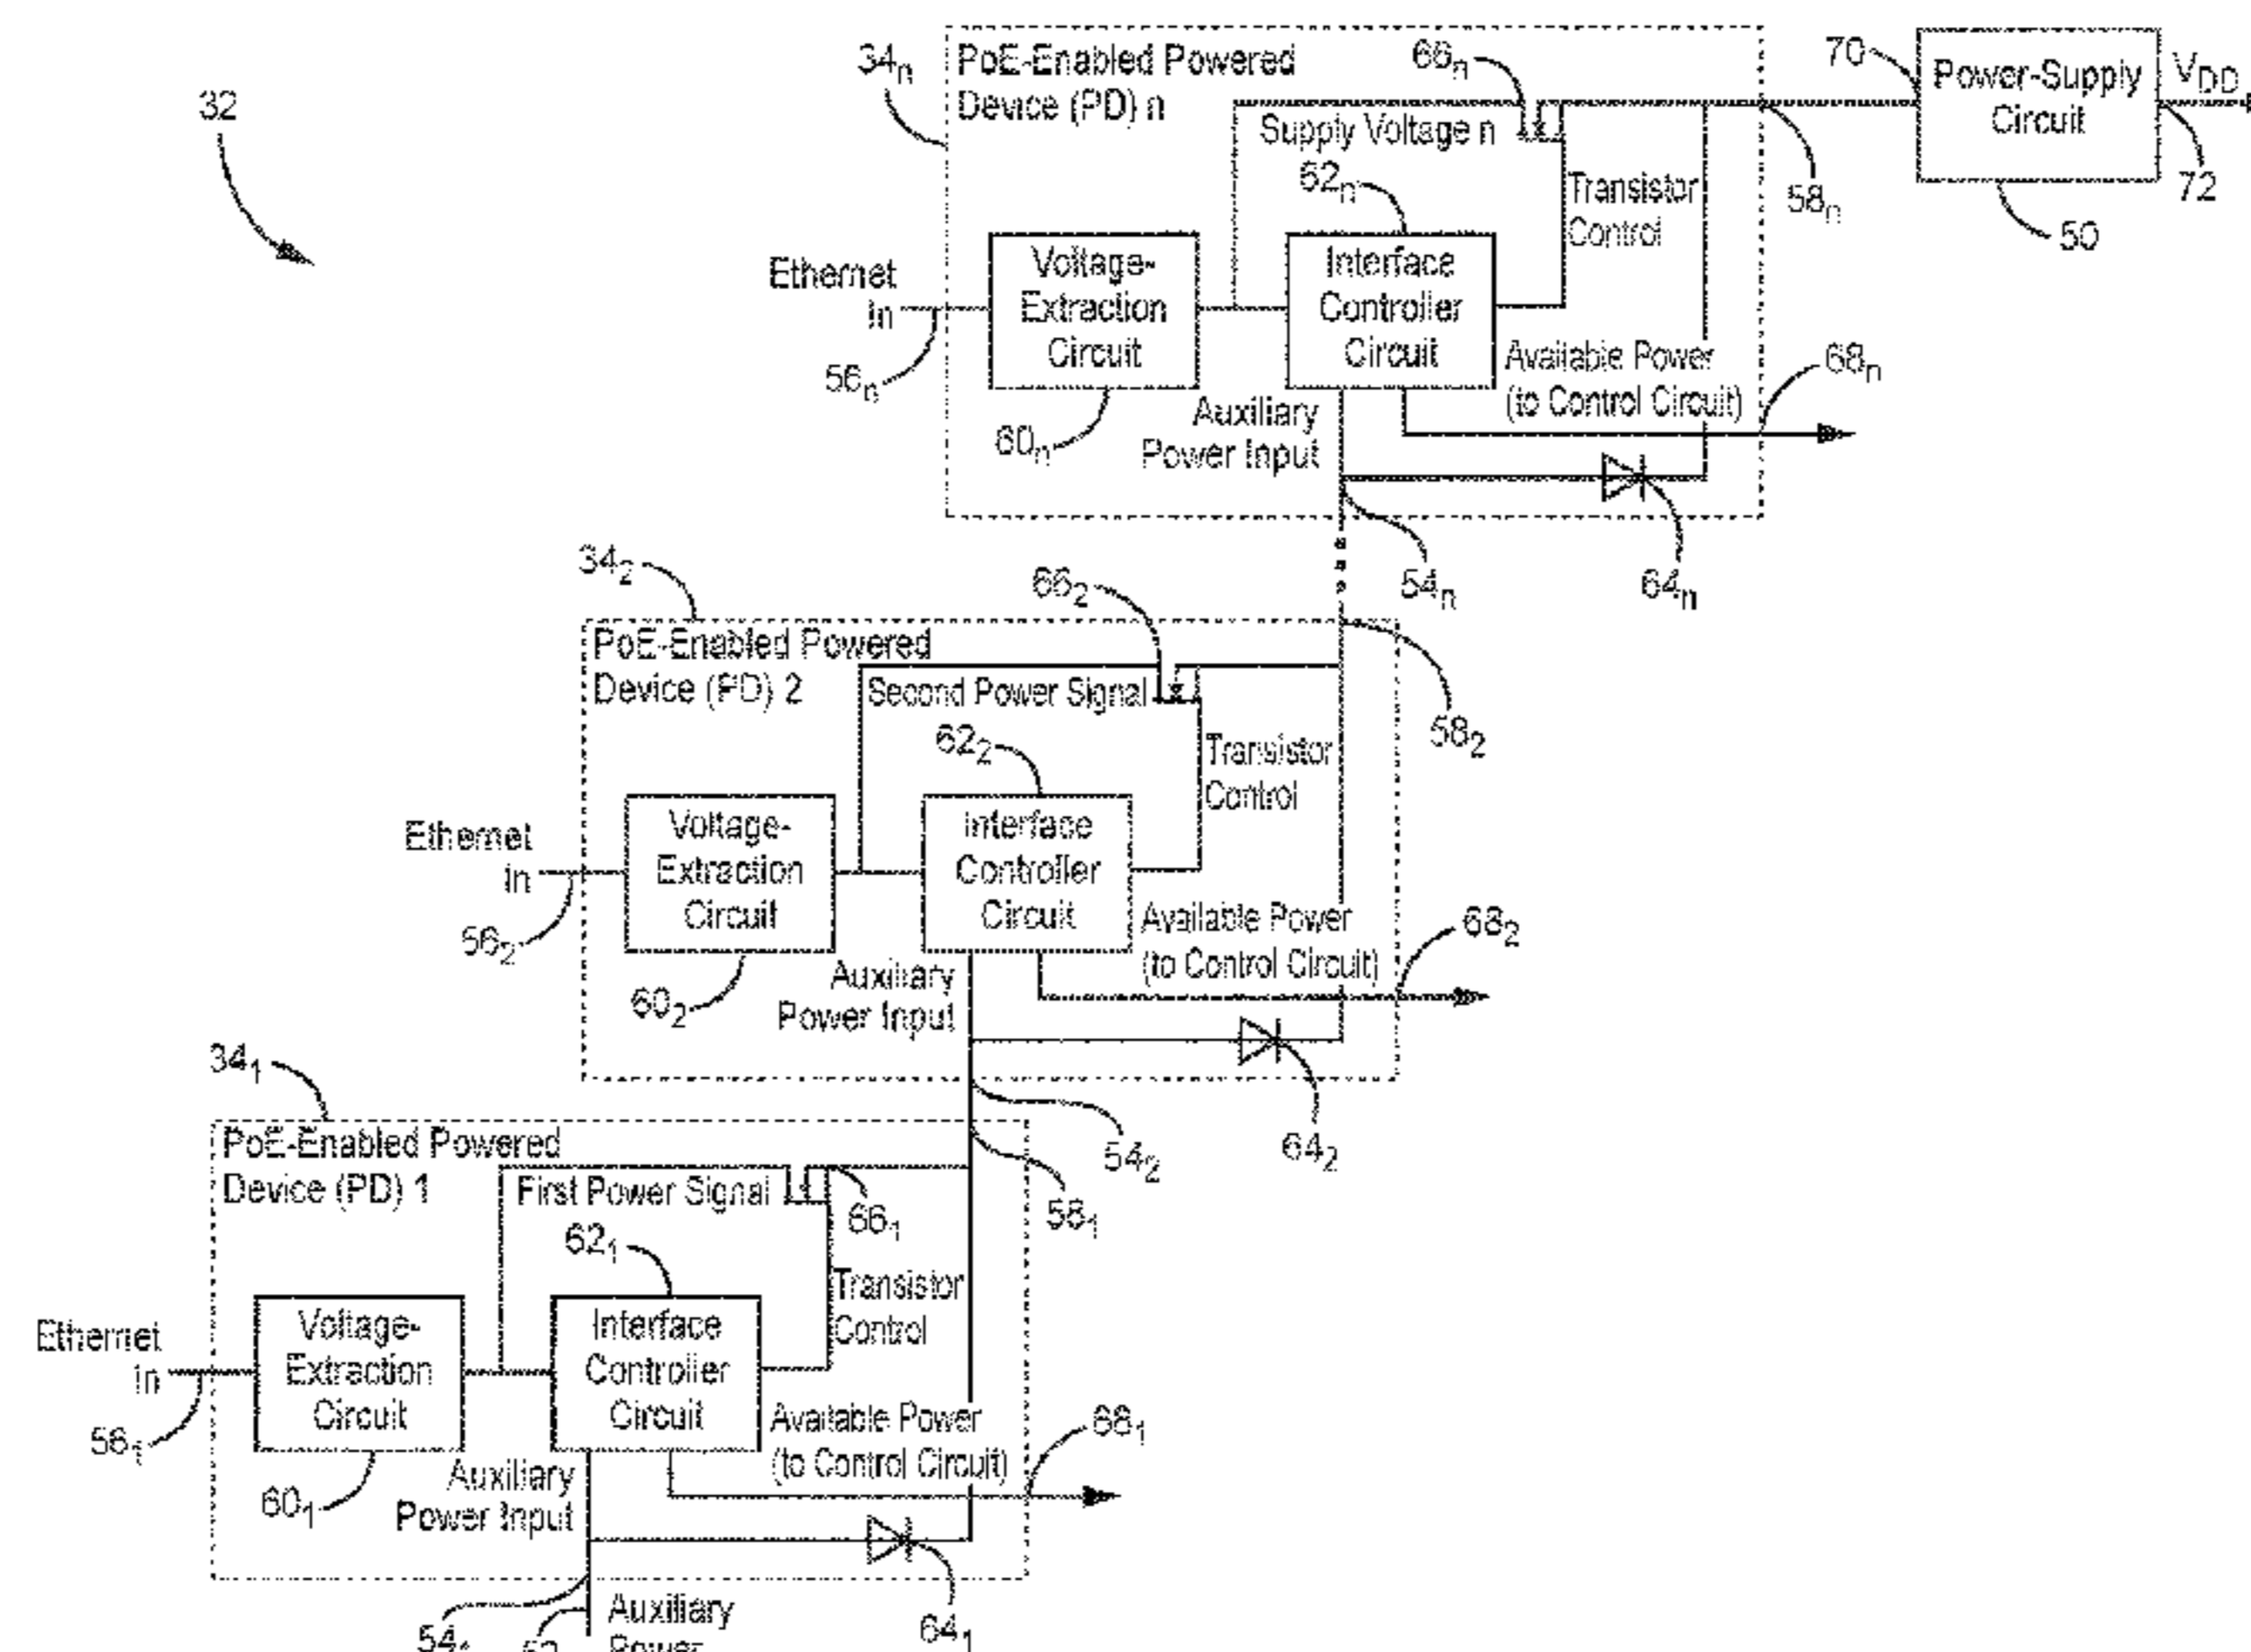 32
34n
PoE-Enabled Powered
Device (PD) n
66n
70
Power-Supply
Circuit
VDD
72
50
58n
Supply Voltage n
62n
Transistor
Control
Ethernet
In
56n
Voltage-
Extraction
Circuit
60n
Interface
Controller
Circuit
Auxiliary
Power Input
Available Power
(to Control Circuit)
68n
54n
64n
34₂
PoE-Enabled Powered
Device (PD) 2
66₂
Second Power Signal
62₂
Transistor
Control
58₂
Ethernet
In
56₂
Voltage-
Extraction
Circuit
60₂
Interface
Controller
Circuit
Auxiliary
Power Input
Available Power
(to Control Circuit)
68₂
54₂
64₂
34₁
PoE-Enabled Powered
Device (PD) 1
First Power Signal
66₁
58₁
62₁
Transistor
Control
Ethernet
In
56₁
Voltage-
Extraction
Circuit
60₁
Interface
Controller
Circuit
Auxiliary
Power Input
Available Power
(to Control Circuit)
68₁
54₁
64₁
Auxiliary
Power